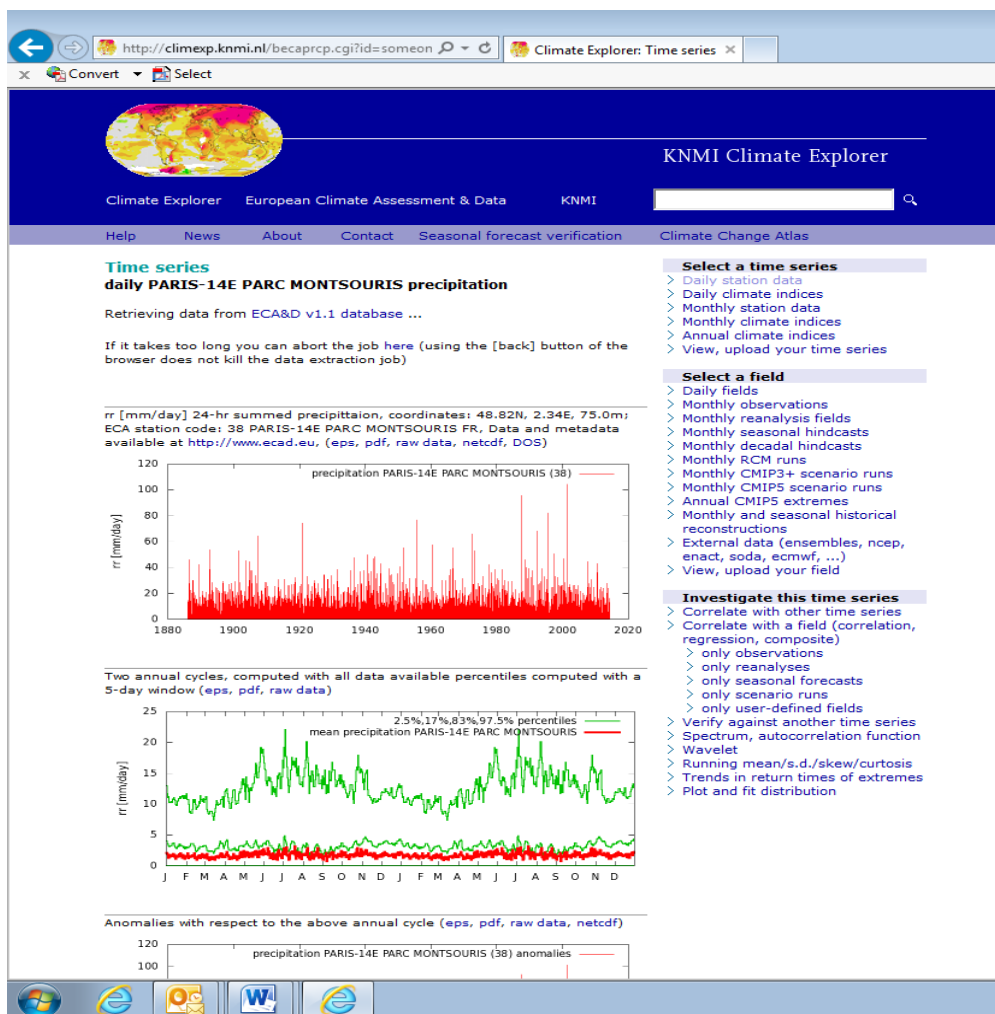 http://climexp.knmi.nl/becaprcp.cgi?id=someon
Climate Explorer: Time series
x Convert Select
KNMI Climate Explorer
Climate Explorer European Climate Assessment & Data KNMI
Help News About Contact Seasonal forecast verification Climate Change Atlas
Time series
daily PARIS-14E PARC MONTSOURIS precipitation
Retrieving data from ECA&D v1.1 database ...
If it takes too long you can abort the job here (using the [back] button of the
browser does not kill the data extraction job)
rr [mm/day] 24-hr summed precipittaion, coordinates: 48.82N, 2.34E, 75.0m;
ECA station code: 38 PARIS-14E PARC MONTSOURIS FR, Data and metadata
available at http://www.ecad.eu, (eps, pdf, raw data, netcdf, DOS)
precipitation PARIS-14E PARC MONTSOURIS (38)
rr [mm/day]
120
100
80
60
40
20
0
1880 1900 1920 1940 1960 1980 2000 2020
Two annual cycles, computed with all data available percentiles computed with a
5-day window (eps, pdf, raw data)
2.5%,17%,83%,97.5% percentiles
mean precipitation PARIS-14E PARC MONTSOURIS
rr [mm/day]
25
20
15
10
5
0
J F M A M J J A S O N D J F M A M J J A S O N D
Anomalies with respect to the above annual cycle (eps, pdf, raw data, netcdf)
precipitation PARIS-14E PARC MONTSOURIS (38) anomalies
120
100
Select a time series
> Daily station data
> Daily climate indices
> Monthly station data
> Monthly climate indices
> Annual climate indices
> View, upload your time series
Select a field
> Daily fields
> Monthly observations
> Monthly reanalysis fields
> Monthly seasonal hindcasts
> Monthly decadal hindcasts
> Monthly RCM runs
> Monthly CMIP3+ scenario runs
> Monthly CMIP5 scenario runs
> Annual CMIP5 extremes
> Monthly and seasonal historical
reconstructions
> External data (ensembles, ncep,
enact, soda, ecmwf, ...)
> View, upload your field
Investigate this time series
> Correlate with other time series
> Correlate with a field (correlation,
regression, composite)
> only observations
> only reanalyses
> only seasonal forecasts
> only scenario runs
> only user-defined fields
> Verify against another time series
> Spectrum, autocorrelation function
> Wavelet
> Running mean/s.d./skew/curtosis
> Trends in return times of extremes
> Plot and fit distribution